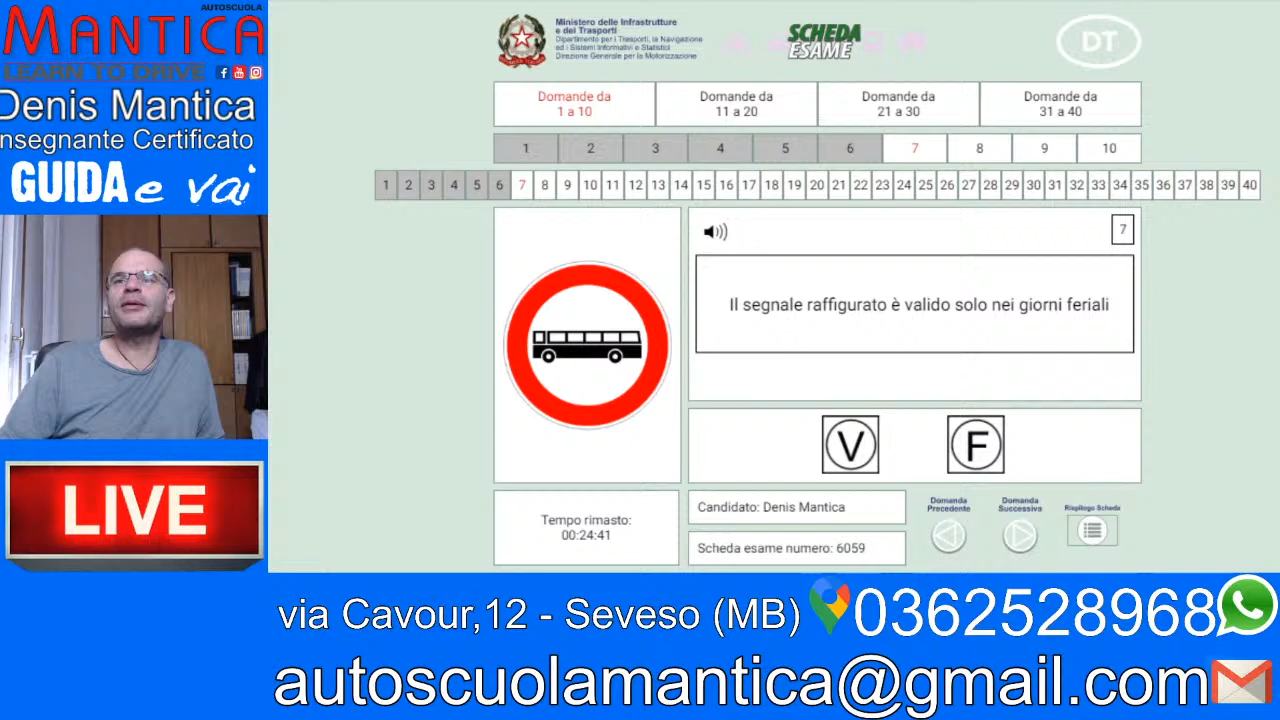 AUTOSCUOLA
MANTICA
LEARN TO DRIVE
Denis Mantica
nsegnante Certificato
GUIDA e vai
LIVE
Ministero delle Infrastrutture
e dei Trasporti
Dipartimento per i Trasporti, la Navigazione
ed i Sistemi Informativi e Statistici
Direzione Generale per la Motorizzazione
SCHEDA
ESAME
DT
Domande da
1 a 10
Domande da
11 a 20
Domande da
21 a 30
Domande da
31 a 40
1 2 3 4 5 6 7 8 9 10
1 2 3 4 5 6 7 8 9 10 11 12 13 14 15 16 17 18 19 20 21 22 23 24 25 26 27 28 29 30 31 32 33 34 35 36 37 38 39 40
7
Il segnale raffigurato è valido solo nei giorni feriali
V F
Tempo rimasto:
00:24:41
Candidato: Denis Mantica
Scheda esame numero: 6059
Domanda
Precedente
Domanda
Successiva
Riepilogo Scheda
via Cavour,12 - Seveso (MB) 0362528968
autoscuolamantica@gmail.com